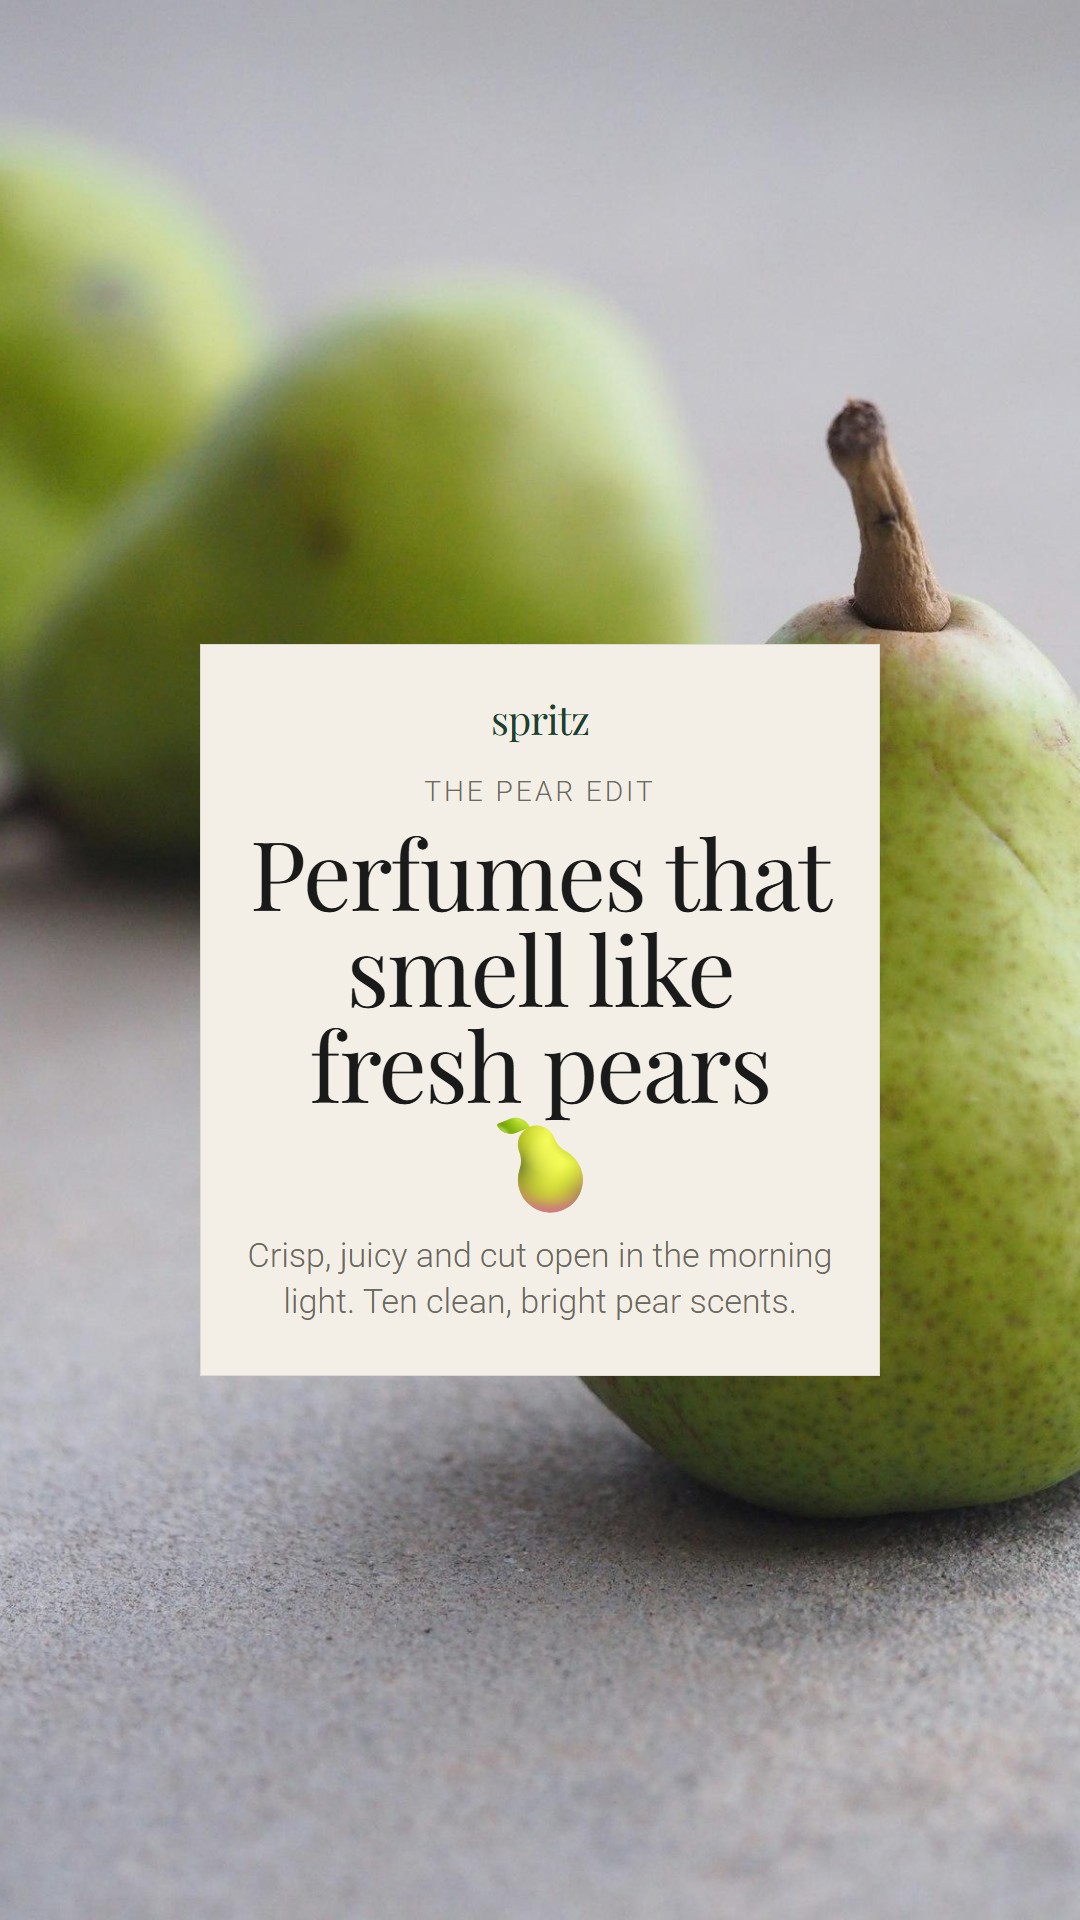 spritz
THE PEAR EDIT
Perfumes that
smell like
fresh pears
🍐
Crisp, juicy and cut open in the morning
light. Ten clean, bright pear scents.